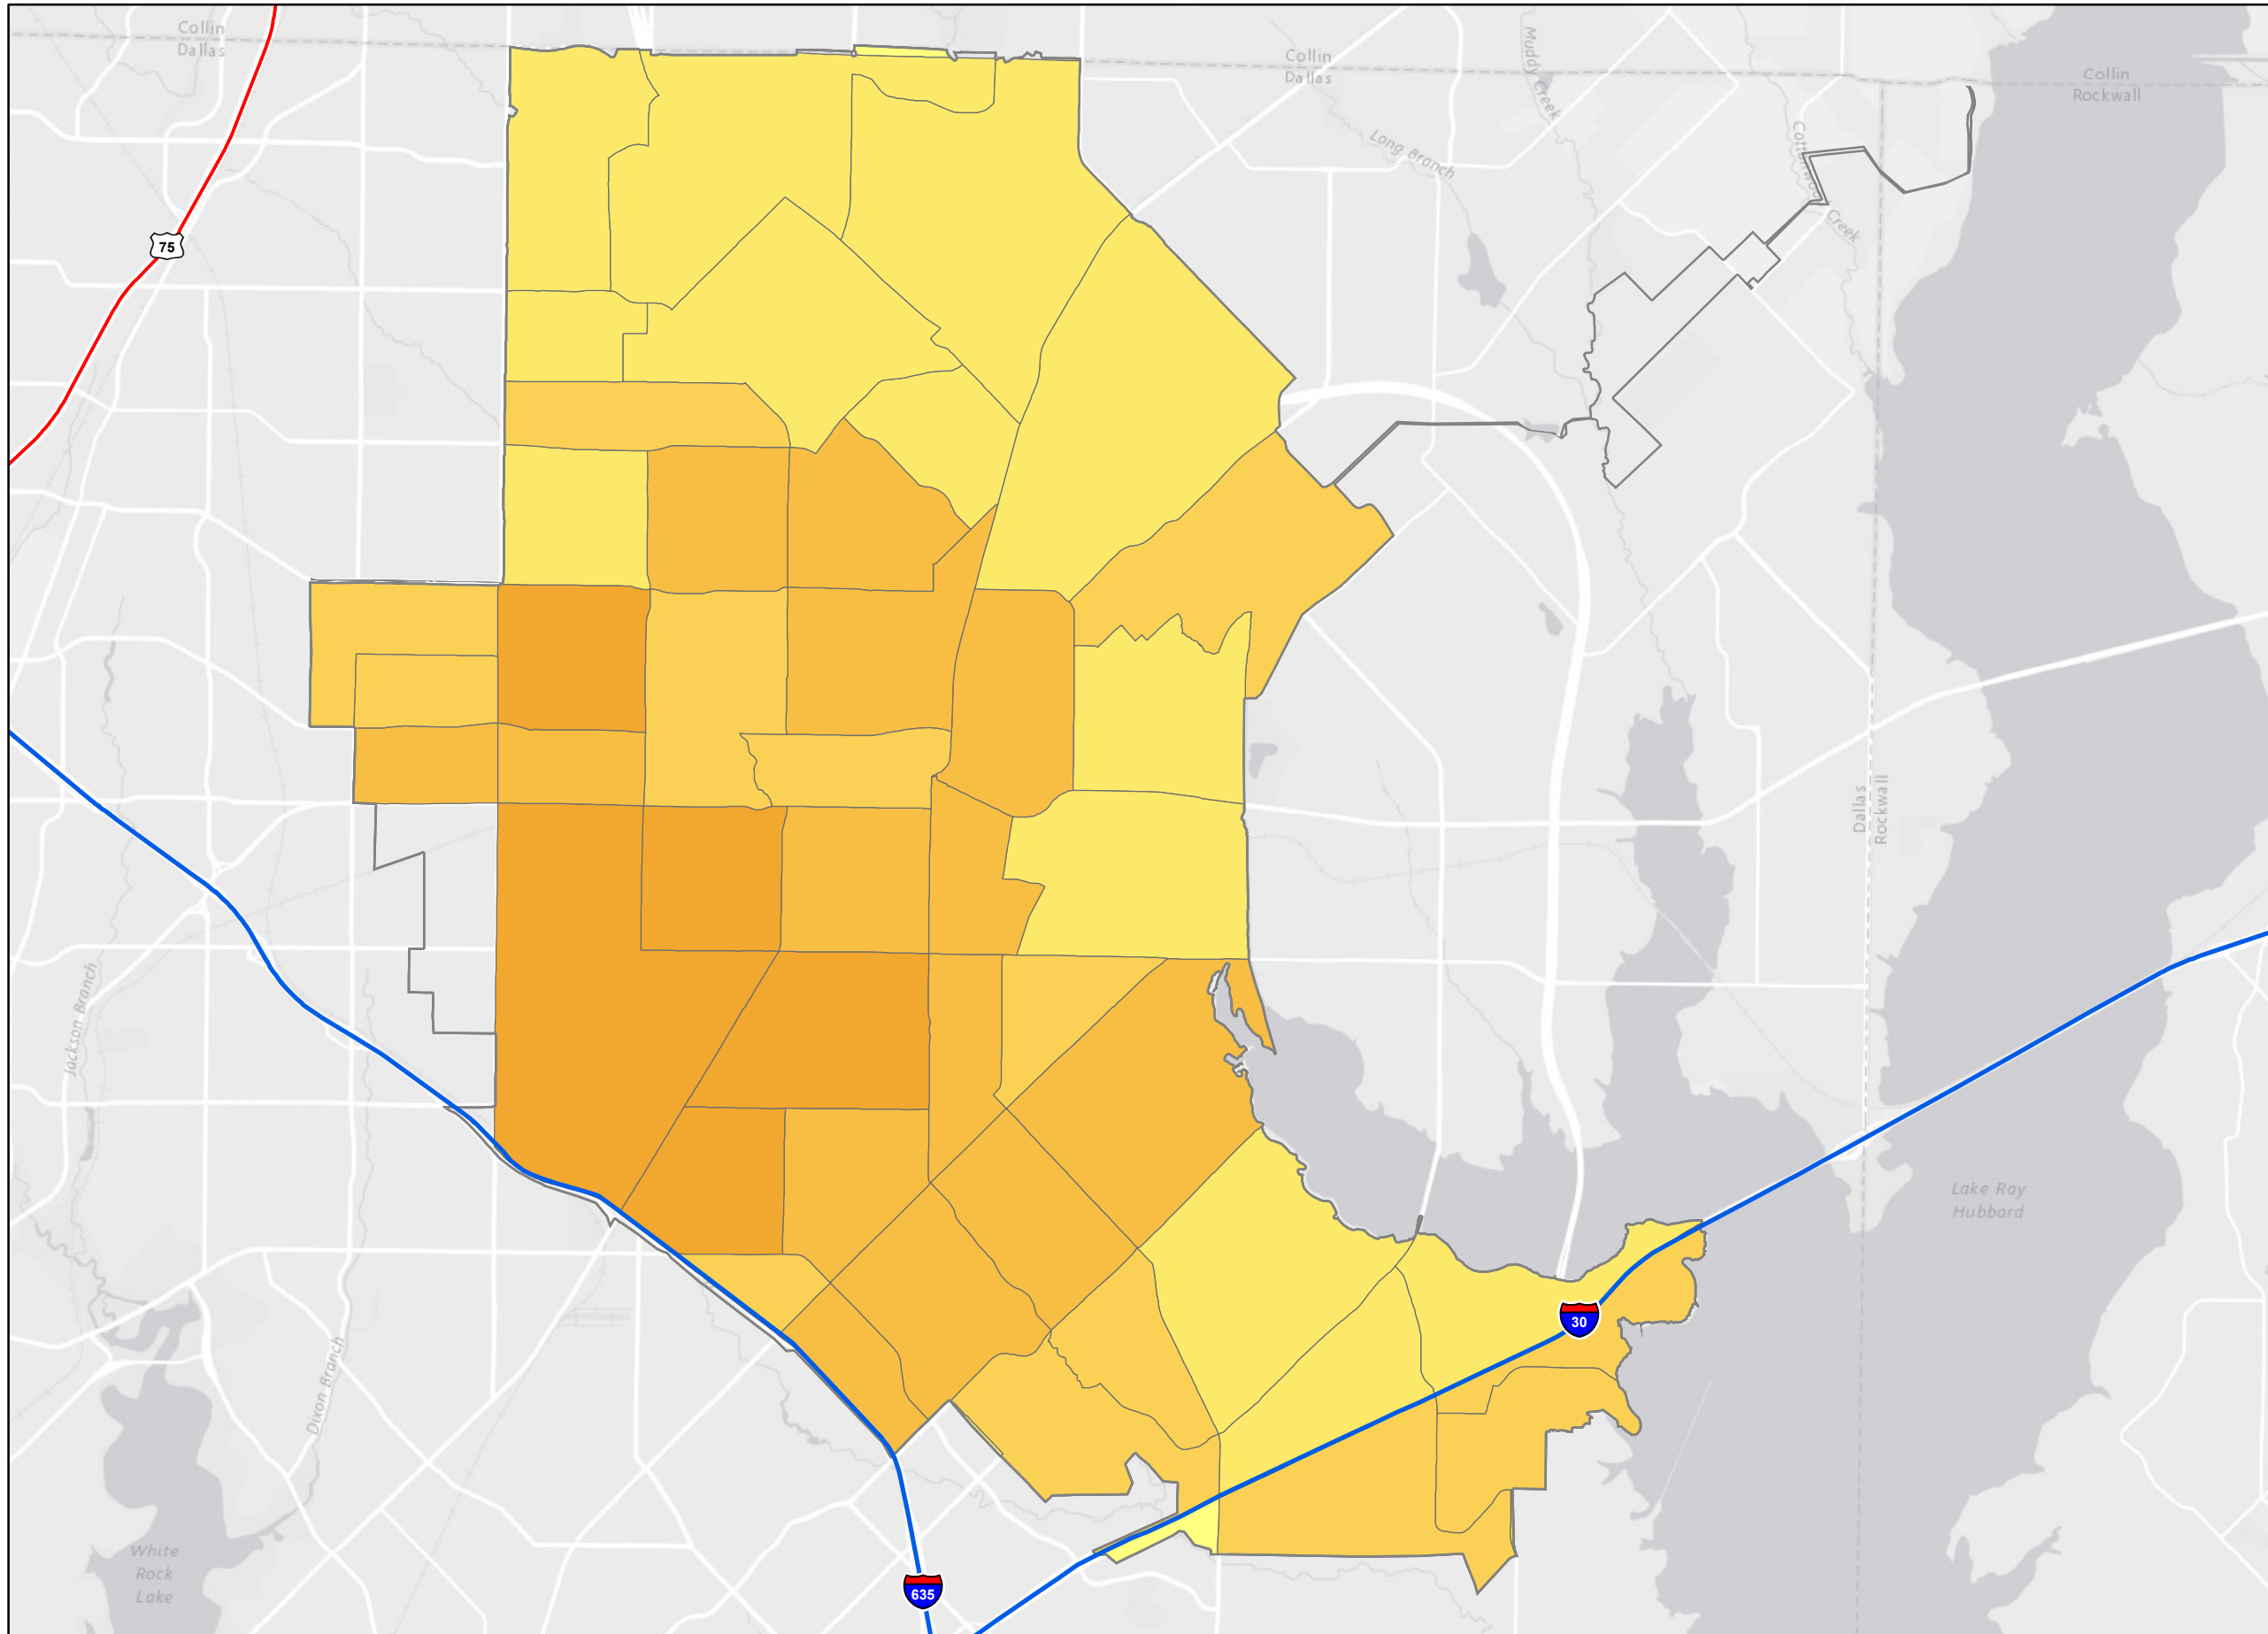 Collin
Dallas
Collin
Dallas
Muddy Creek
Collin
Rockwall
Long Branch
Cottonwood Creek
75
Dallas
Rockwall
Jackson Branch
Lake Ray
Hubbard
30
Dixon Branch
White
Rock
Lake
635